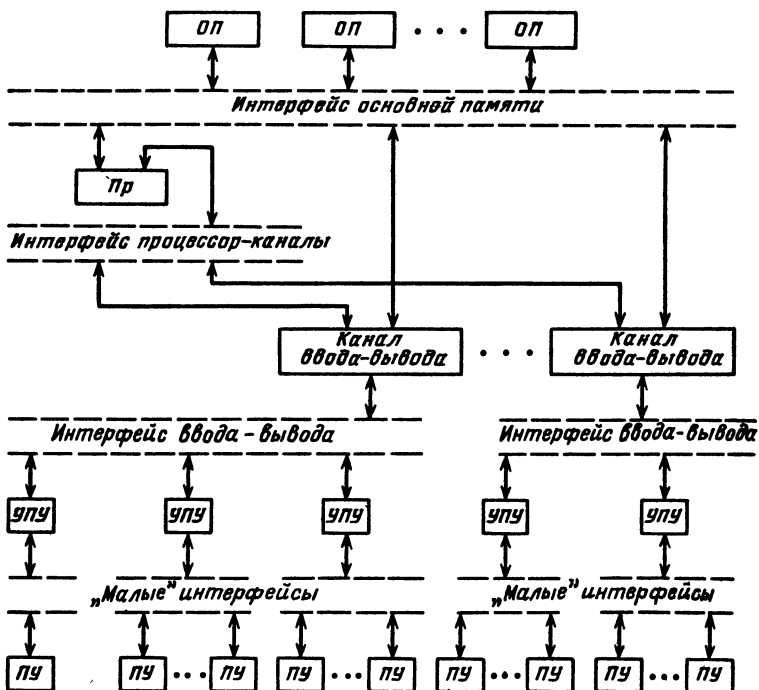 ОП ОП ... ОП
Интерфейс основной памяти
Пр
Интерфейс процессор-каналы
Канал ввода-вывода ... Канал ввода-вывода
Интерфейс ввода-вывода Интерфейс ввода-вывода
УПУ УПУ УПУ УПУ УПУ
„Малые” интерфейсы „Малые” интерфейсы
ПУ ПУ ... ПУ ПУ ... ПУ ПУ ... ПУ ПУ ... ПУ